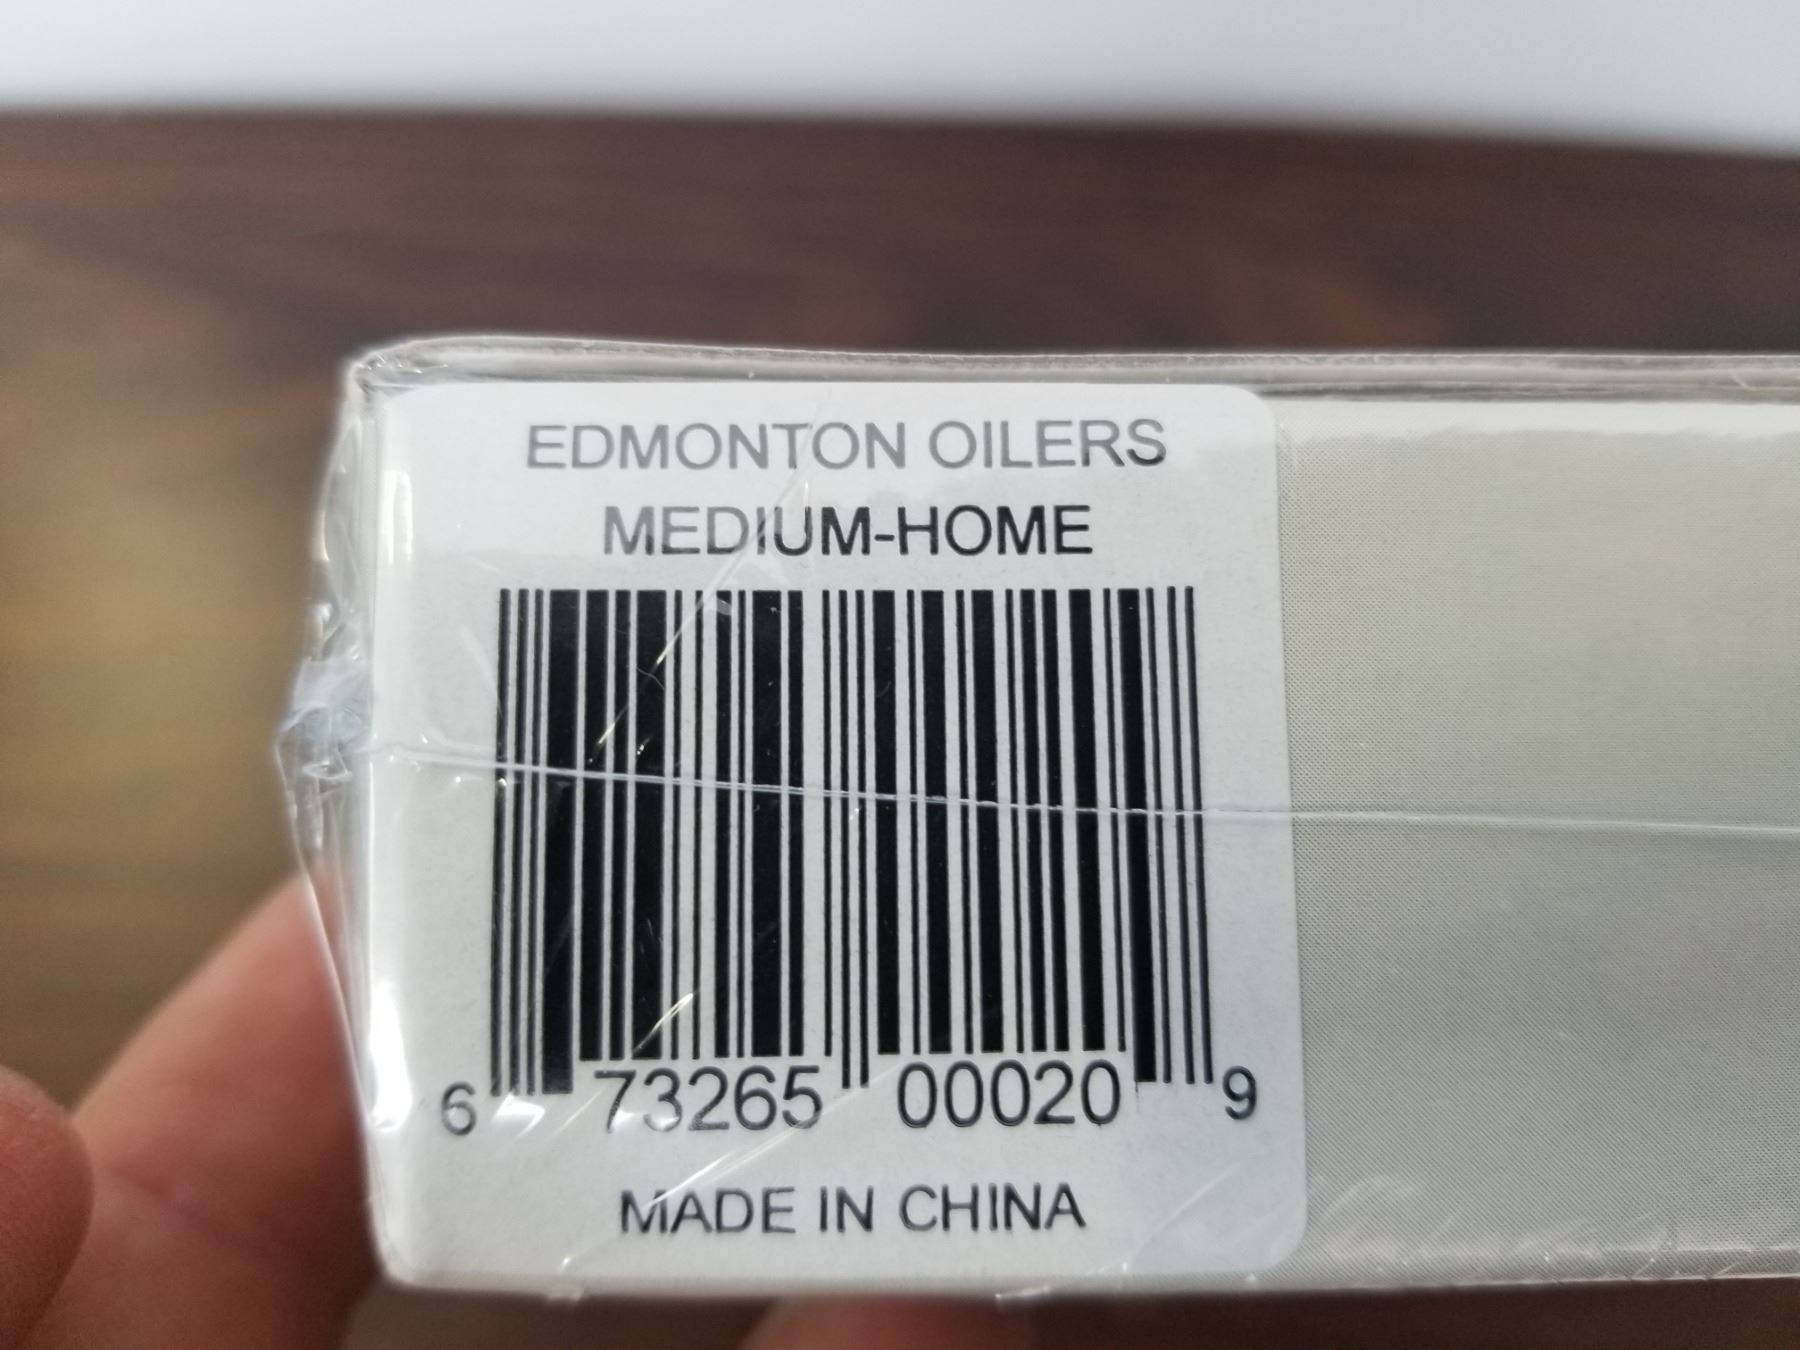 EDMONTON OILERS
MEDIUM-HOME
6 73265 00020 9
MADE IN CHINA